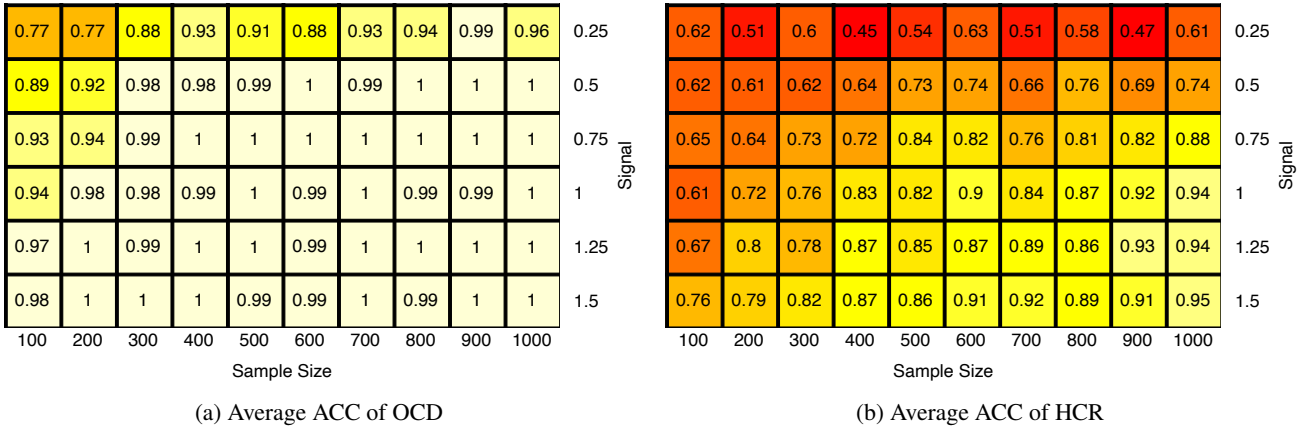 0.77 0.77 0.88 0.93 0.91 0.88 0.93 0.94 0.99 0.96 0.25
0.89 0.92 0.98 0.98 0.99 1 0.99 1 1 1 0.5
0.93 0.94 0.99 1 1 1 1 1 1 1 0.75
0.94 0.98 0.98 0.99 1 0.99 1 0.99 0.99 1 1
0.97 1 0.99 1 1 0.99 1 1 1 1 1.25
0.98 1 1 1 0.99 0.99 1 0.99 1 1 1.5
Signal
100 200 300 400 500 600 700 800 900 1000
Sample Size
(a) Average ACC of OCD
0.62 0.51 0.6 0.45 0.54 0.63 0.51 0.58 0.47 0.61 0.25
0.62 0.61 0.62 0.64 0.73 0.74 0.66 0.76 0.69 0.74 0.5
0.65 0.64 0.73 0.72 0.84 0.82 0.76 0.81 0.82 0.88 0.75
0.61 0.72 0.76 0.83 0.82 0.9 0.84 0.87 0.92 0.94 1
0.67 0.8 0.78 0.87 0.85 0.87 0.89 0.86 0.93 0.94 1.25
0.76 0.79 0.82 0.87 0.86 0.91 0.92 0.89 0.91 0.95 1.5
Signal
100 200 300 400 500 600 700 800 900 1000
Sample Size
(b) Average ACC of HCR